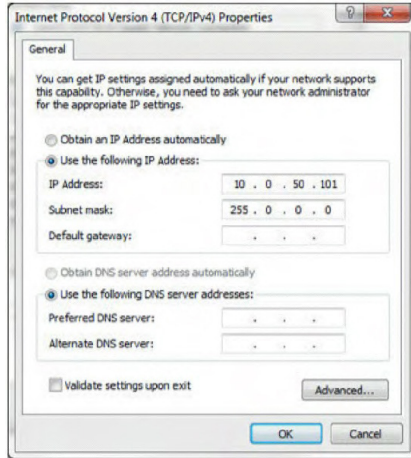 Internet Protocol Version 4 (TCP/IPv4) Properties
General
You can get IP settings assigned automatically if your network supports
this capability. Otherwise, you need to ask your network administrator
for the appropriate IP settings.
Obtain an IP Address automatically
Use the following IP Address:
IP Address: 10 . 0 . 50 . 101
Subnet mask: 255 . 0 . 0 . 0
Default gateway: . . .
Obtain DNS server address automatically
Use the following DNS server addresses:
Preferred DNS server: . . .
Alternate DNS server: . . .
Validate settings upon exit
Advanced...
OK Cancel